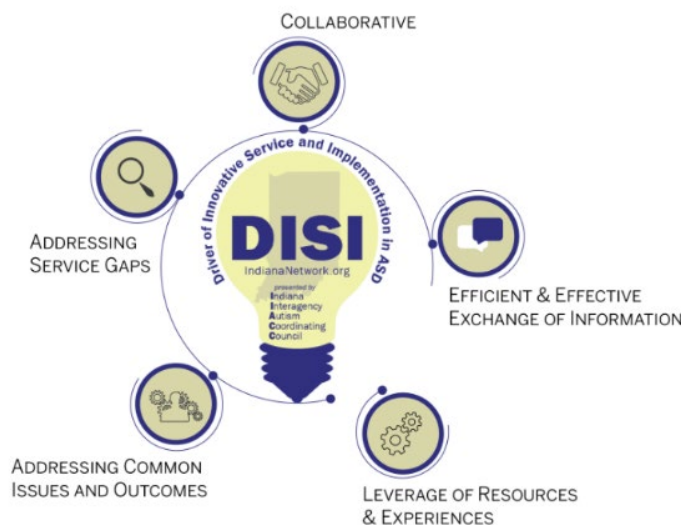 COLLABORATIVE
Driver of Innovative Service and Implementation in ASD
DISI
IndianaNetwork.org
presented by
Indiana
Interagency
Autism
Coordinating
Council
ADDRESSING
SERVICE GAPS
EFFICIENT & EFFECTIVE
EXCHANGE OF INFORMATION
ADDRESSING COMMON
ISSUES AND OUTCOMES
LEVERAGE OF RESOURCES
& EXPERIENCES